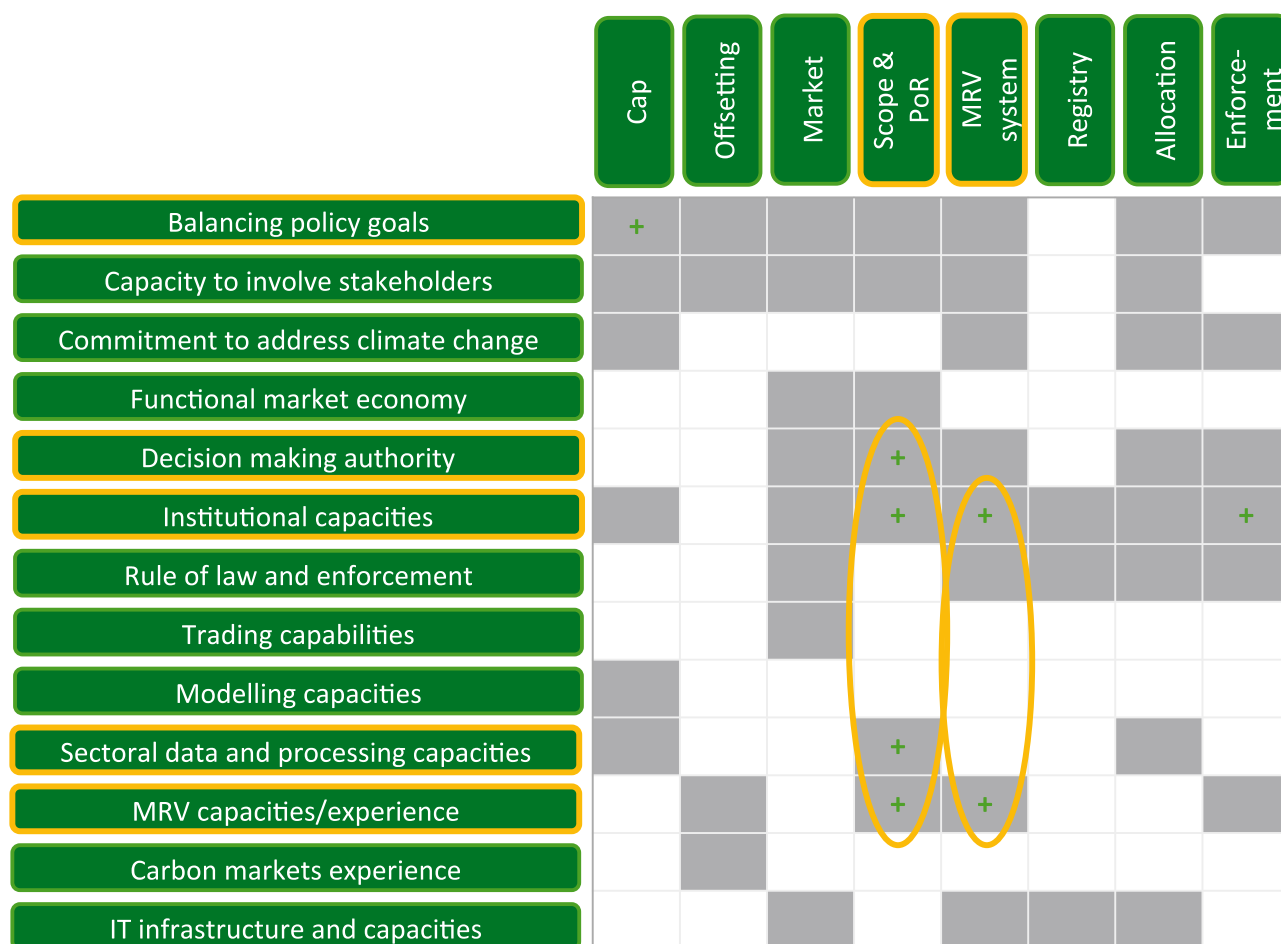 Cap
Offsetting
Market
Scope &
PoR
MRV
system
Registry
Allocation
Enforce-
ment
Balancing policy goals
+
Capacity to involve stakeholders
Commitment to address climate change
Functional market economy
Decision making authority
+
Institutional capacities
+ + +
Rule of law and enforcement
Trading capabilities
Modelling capacities
Sectoral data and processing capacities
+
MRV capacities/experience
+ +
Carbon markets experience
IT infrastructure and capacities